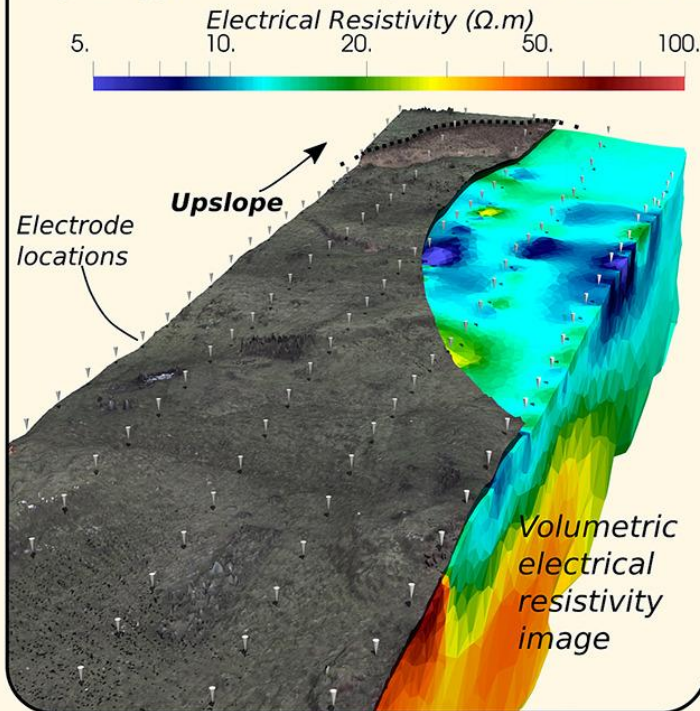 Electrical Resistivity (Ω.m)
5. 10. 20. 50. 100.
Upslope
Electrode
locations
Volumetric
electrical
resistivity
image